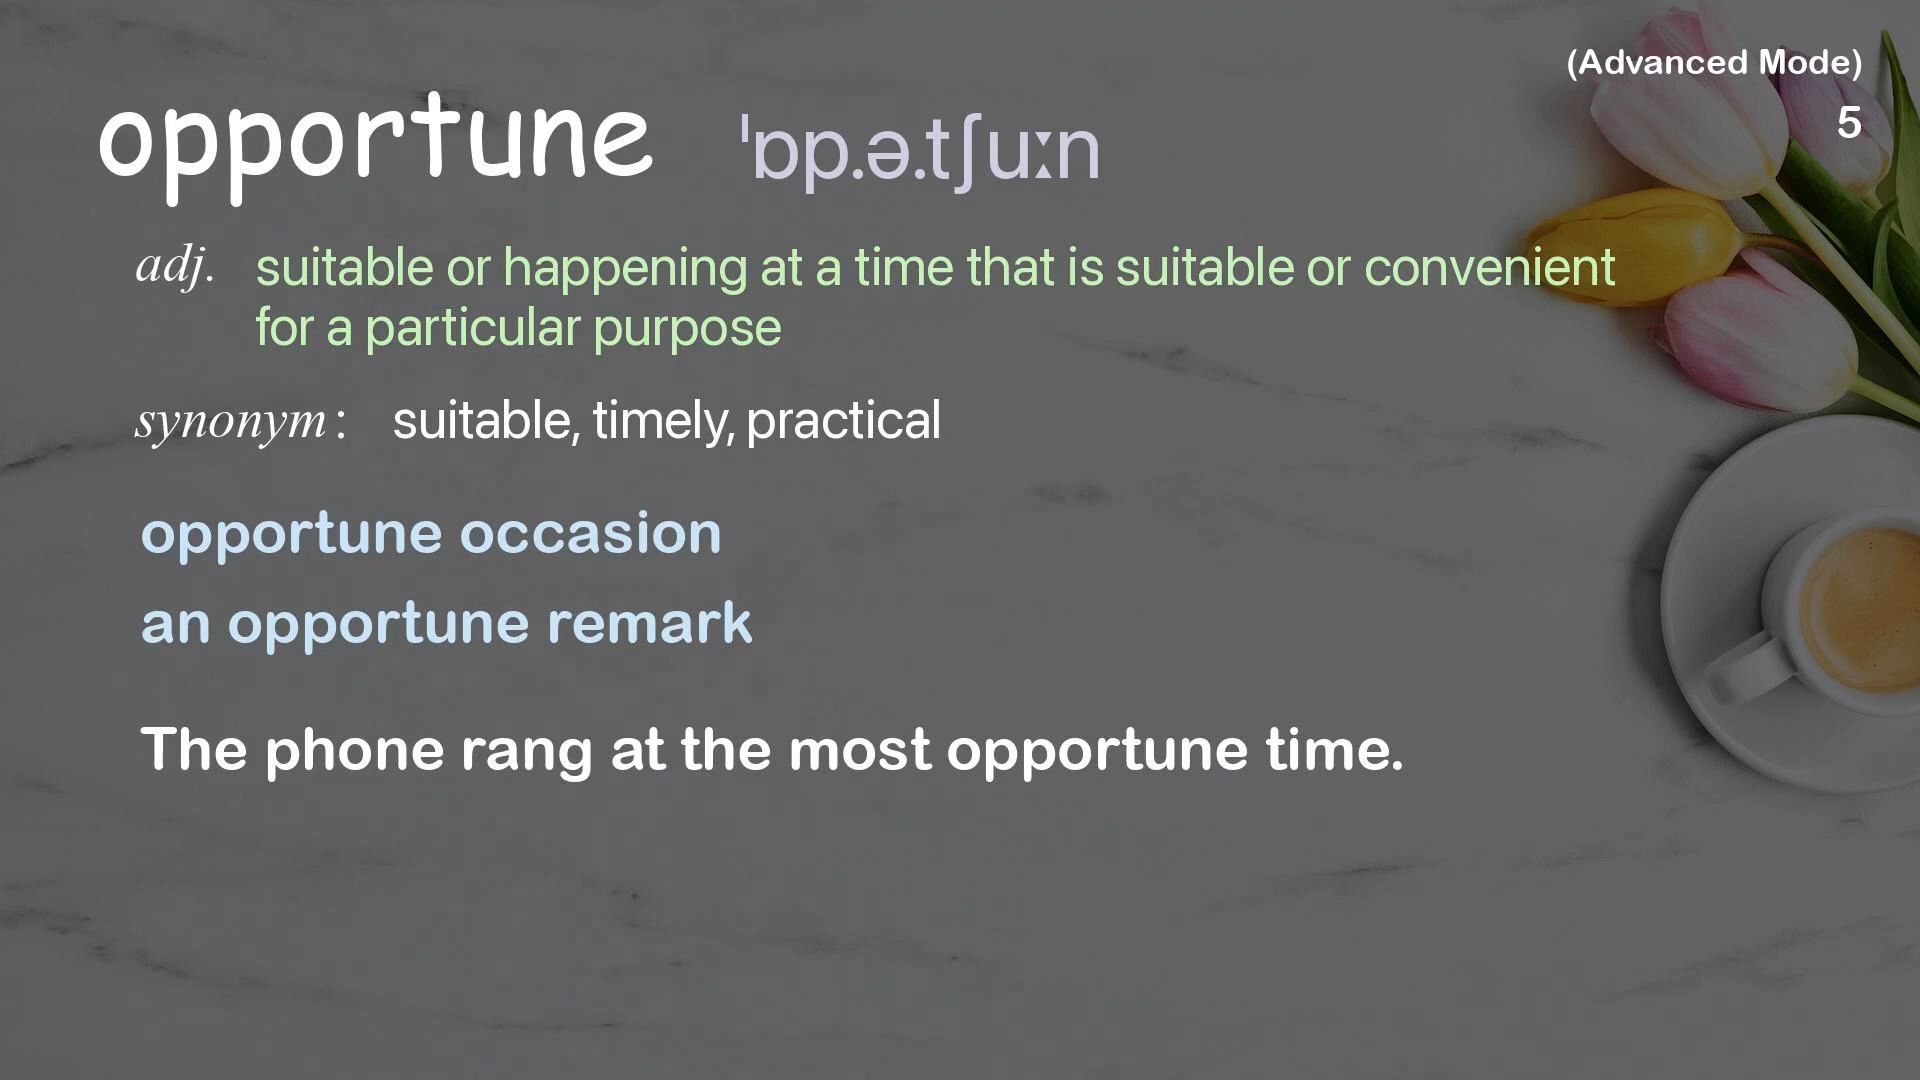 (Advanced Mode)
opportune ˈɒp.ə.tʃuːn
5
adj. suitable or happening at a time that is suitable or convenient
for a particular purpose
synonym: suitable, timely, practical
opportune occasion
an opportune remark
The phone rang at the most opportune time.